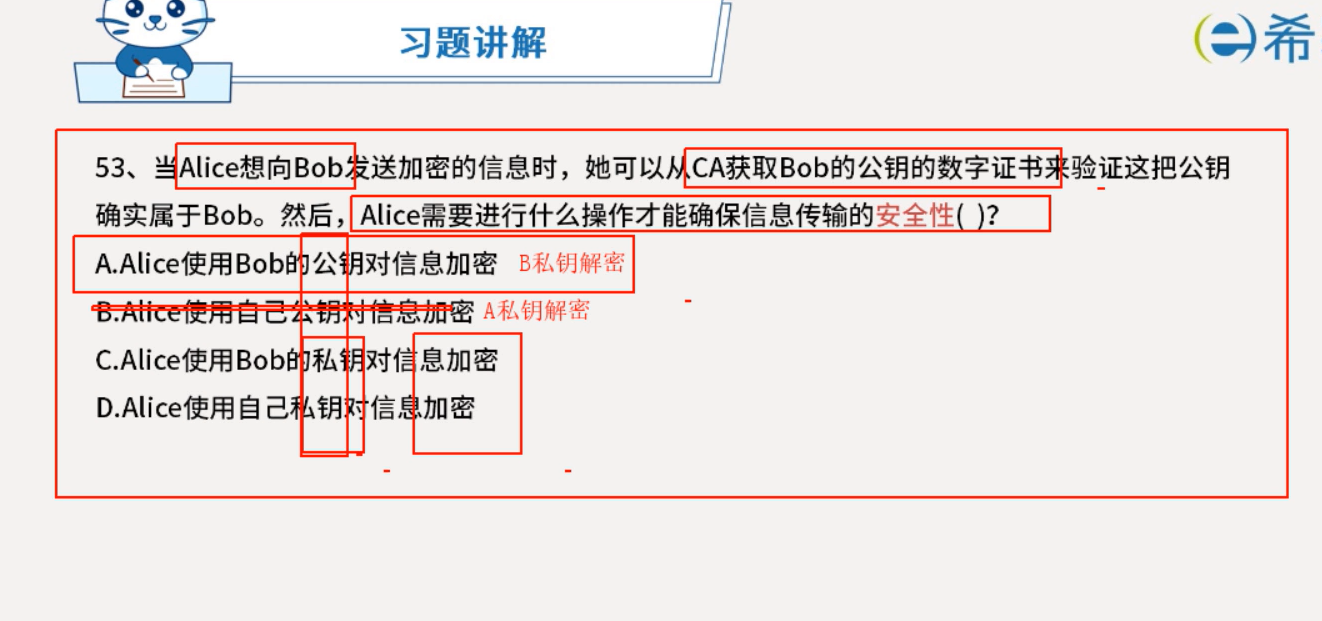 习题讲解
希
53、当Alice想向Bob发送加密的信息时，她可以从CA获取Bob的公钥的数字证书来验证这把公钥
确实属于Bob。然后，Alice需要进行什么操作才能确保信息传输的安全性( )？
A.Alice使用Bob的公钥对信息加密 B私钥解密
B.Alice使用自己公钥对信息加密 A私钥解密
C.Alice使用Bob的私钥对信息加密
D.Alice使用自己私钥对信息加密